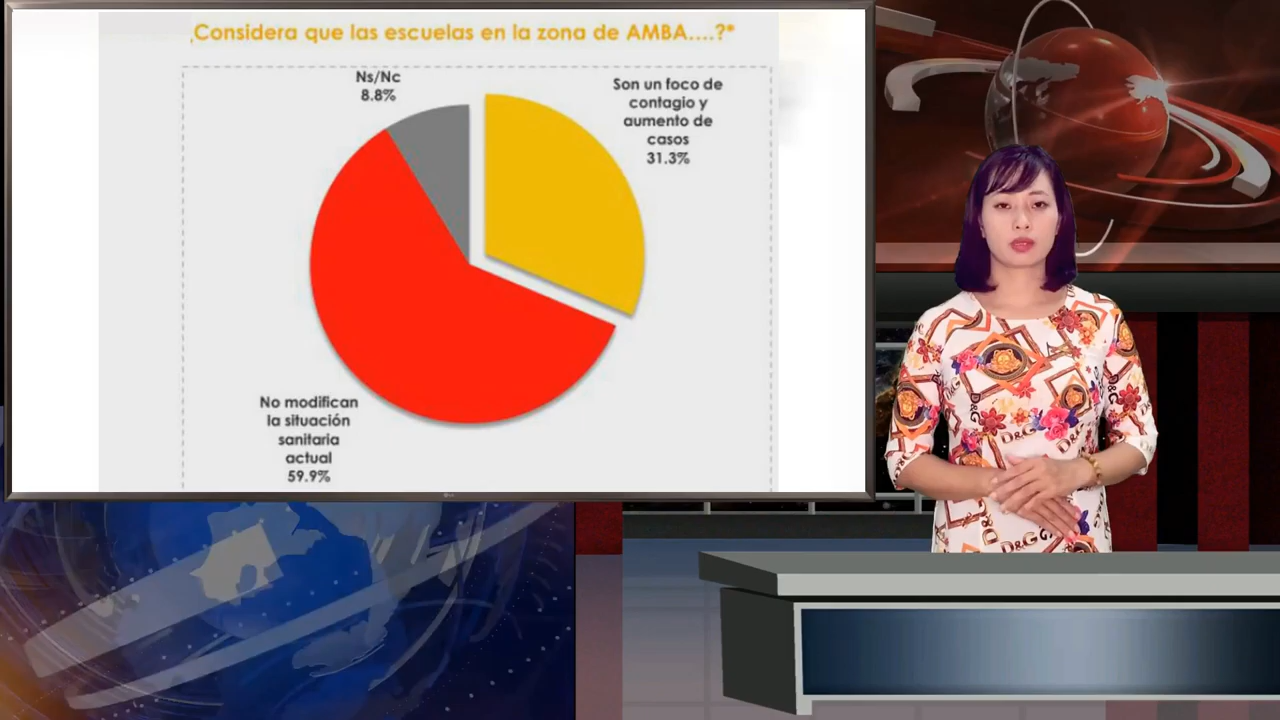 ¿Considera que las escuelas en la zona de AMBA....?*
Ns/Nc
8.8%
Son un foco de
contagio y
aumento de
casos
31.3%
No modifican
la situación
sanitaria
actual
59.9%
D&G
D&G
D&G
D&G